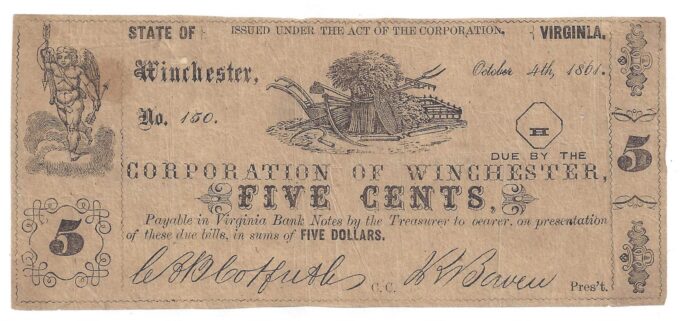 STATE OF ISSUED UNDER THE ACT OF THE CORPORATION. VIRGINIA.
Winchester, October 4th, 1861.
No. 150.
H
DUE BY THE
CORPORATION OF WINCHESTER,
FIVE CENTS,
5
Payable in Virginia Bank Notes by the Treasurer to bearer, on presentation
of these due bills, in sums of FIVE DOLLARS.
5
C. C. Pres't.